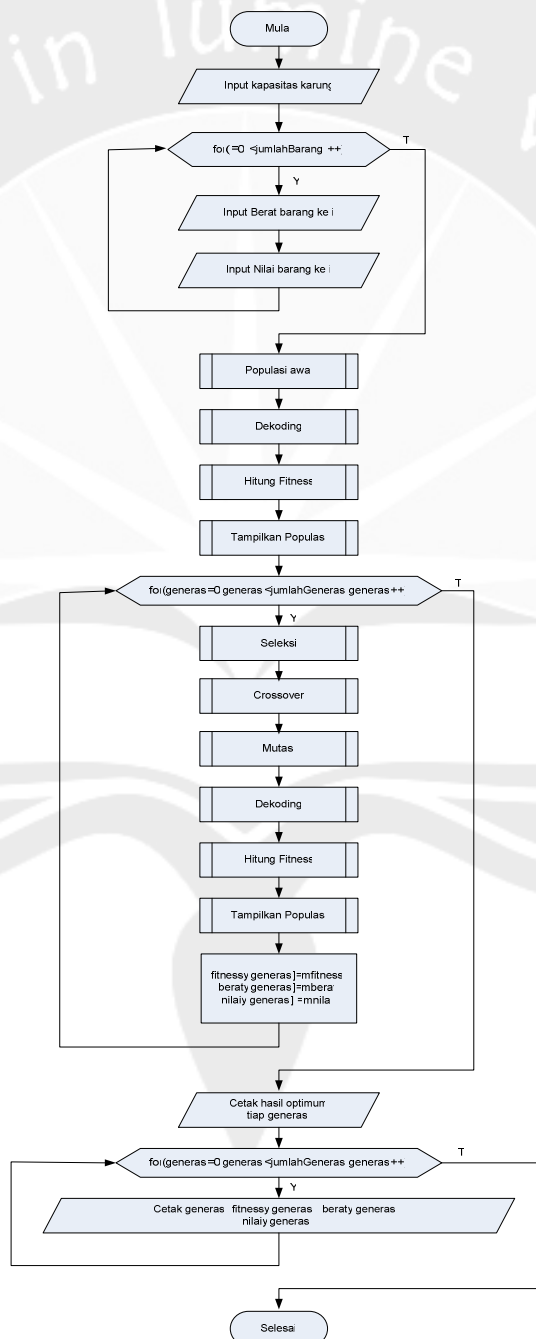 in lumine
Mula
Input kapasitas karung
for(=0 <jumlahBarang ++
T
Y
Input Berat barang ke i
Input Nilai barang ke i
Populasi awa
Dekoding
Hitung Fitness
Tampilkan Populas
for(generas=0 generas<jumlahGeneras generas++
T
Y
Seleksi
Crossover
Mutas
Dekoding
Hitung Fitness
Tampilkan Populas
fitnessy generas]=mfitness
beraty generas]=mbera
nilaiy generas] =mnila
Cetak hasil optimum
tiap generas
for(generas=0 generas<jumlahGeneras generas++
T
Y
Cetak generas fitnessy generas beraty generas
nilaiy generas
Selesai